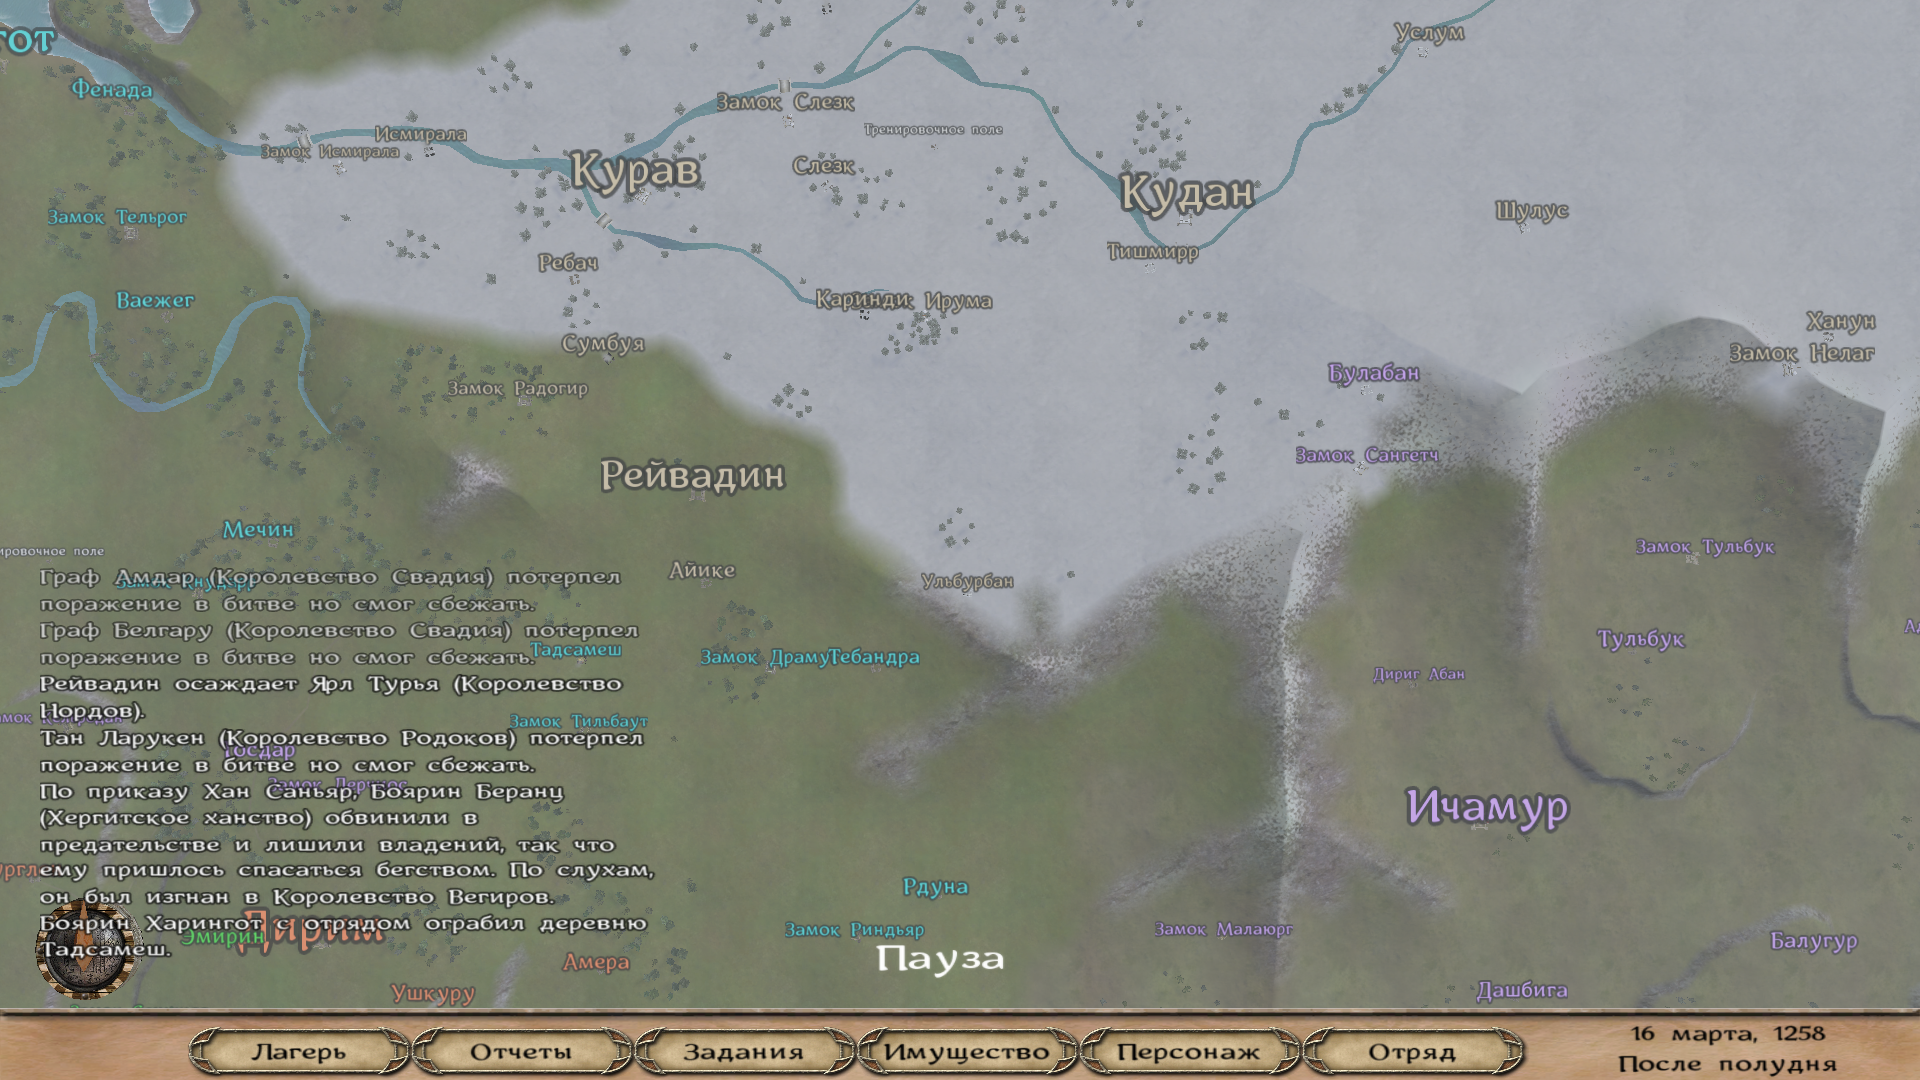 гот
Услум
Фенада
Замок Слезк
Тренировочное поле
Исмирала
Замок Исмирала
Курав
Слезк
Кудан
Шулус
Замок Тельрог
Тишмирр
Ребач
Ваежег
Каринди
Ирума
Ханун
Сумбуя
Замок Нелаг
Булабан
Замок Радогир
Замок Сангетч
Рейвадин
Мечин
ировочное поле
Замок Тульбук
Айике
Ульбурбан
Граф Амдар (Королевство Свадия) потерпел
поражение в битве но смог сбежать.
Граф Белгару (Королевство Свадия) потерпел
поражение в битве но смог сбежать.
Тадсамеш
Замок Драму
Тебандра
Тульбук
Дириг Абан
Рейвадин осаждает Ярл Турья (Королевство
Нордов).
Замок Тильбаут
Тан Ларукен (Королевство Родоков) потерпел
Тосдар
поражение в битве но смог сбежать.
По приказу Хан Саньяр, Боярин Беранц
(Хергитское ханство) обвинили в
предательстве и лишили владений, так что
ему пришлось спасаться бегством. По слухам,
он был изгнан в Королевство Вегиров.
Боярин Харингот с отрядом ограбил деревню
Тадсамеш.
Ичамур
Рдуна
Замок Риндьяр
Замок Малаюрг
Дирим
Эмирин
Балугур
Пауза
Амера
Ушкуру
Дашбига
Лагерь
Отчеты
Задания
Имущество
Персонаж
Отряд
16 марта, 1258
После полудня